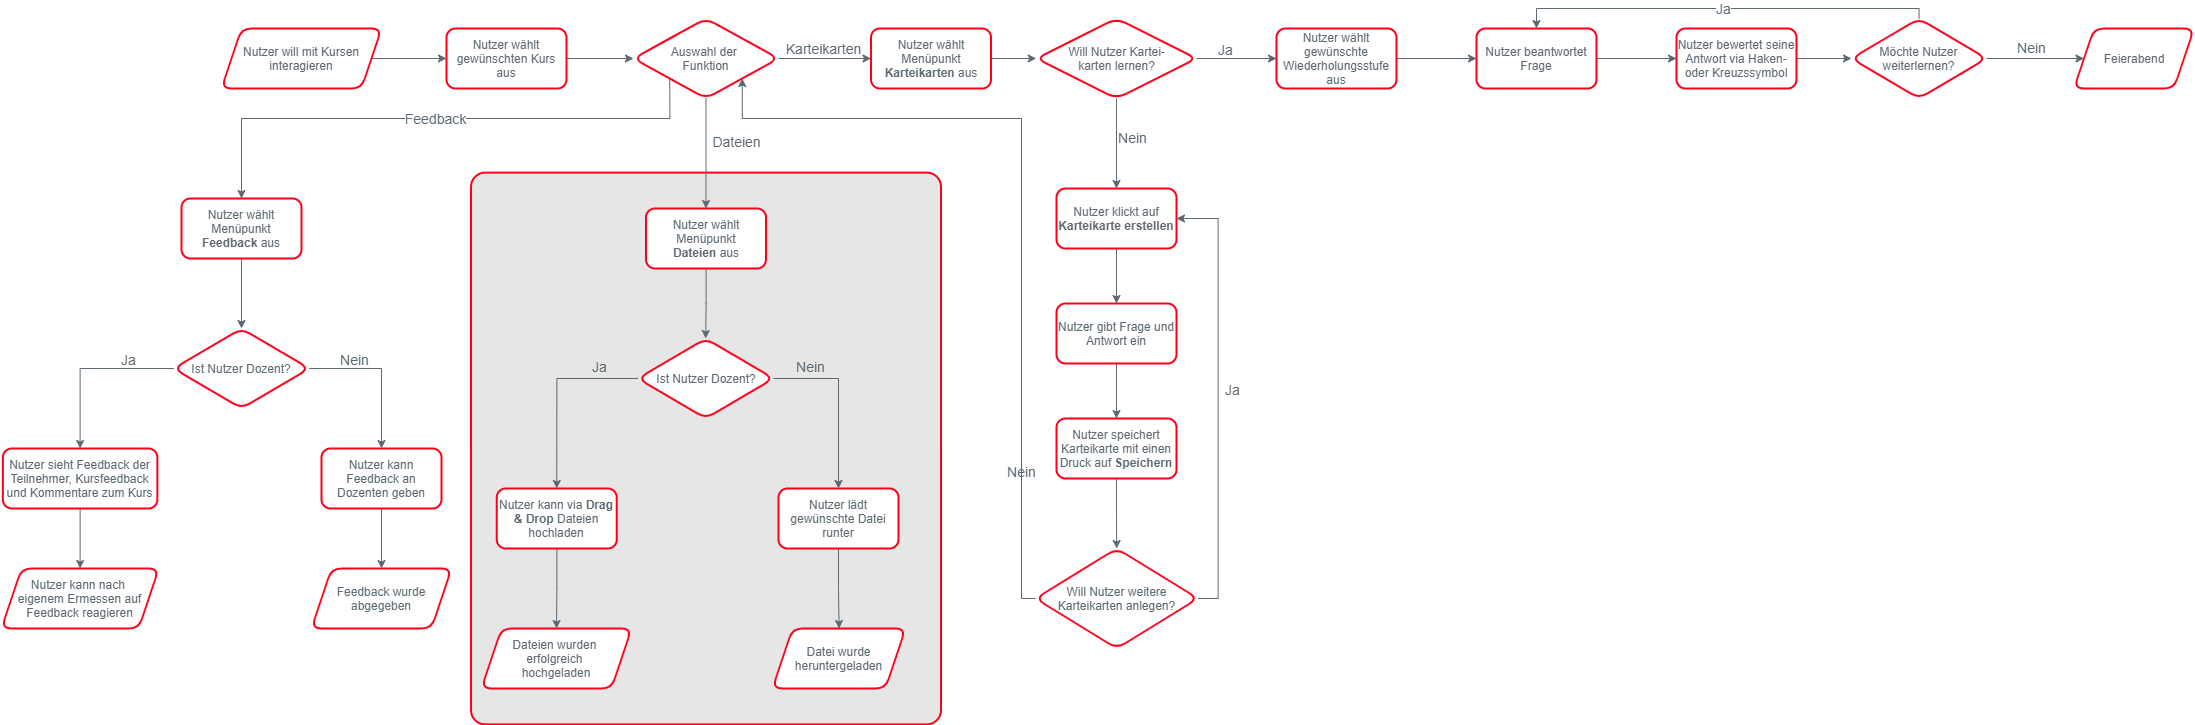 Nutzer will mit Kursen
interagieren
Nutzer wählt
gewünschten Kurs
aus
Auswahl der
Funktion
Karteikarten
Nutzer wählt
Menüpunkt
Karteikarten aus
Will Nutzer Kartei-
karten lernen?
Ja
Nutzer wählt
gewünschte
Wiederholungsstufe
aus
Nutzer beantwortet
Frage
Ja
Nutzer bewertet seine
Antwort via Haken-
oder Kreuzssymbol
Möchte Nutzer
weiterlernen?
Nein
Feierabend
Feedback
Dateien
Nein
Nutzer wählt
Menüpunkt
Feedback aus
Ist Nutzer Dozent?
Ja
Nein
Nutzer sieht Feedback der
Teilnehmer, Kursfeedback
und Kommentare zum Kurs
Nutzer kann
Feedback an
Dozenten geben
Nutzer kann nach
eigenem Ermessen auf
Feedback reagieren
Feedback wurde
abgegeben
Nutzer wählt
Menüpunkt
Dateien aus
Ist Nutzer Dozent?
Ja
Nein
Nutzer kann via Drag
& Drop Dateien
hochladen
Nutzer lädt
gewünschte Datei
runter
Dateien wurden
erfolgreich
hochgeladen
Datei wurde
heruntergeladen
Nutzer klickt auf
Karteikarte erstellen
Nutzer gibt Frage und
Antwort ein
Nutzer speichert
Karteikarte mit einen
Druck auf Speichern
Will Nutzer weitere
Karteikarten anlegen?
Nein
Ja